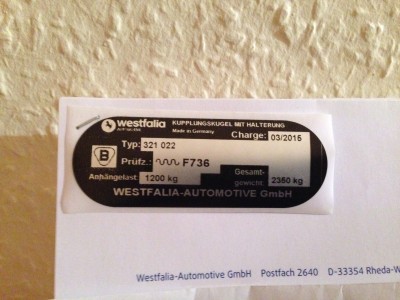 westfalia KUPPLUNGSKUGEL MIT HALTERUNG
Made in Germany
Charge: 03/2015
Typ: 321 022
B Prüfz.: F736
Anhängelast: 1200 kg
Gesamt-
gewicht: 2350 kg
WESTFALIA-AUTOMOTIVE GmbH
Westfalia-Automotive GmbH Postfach 2640 D-33354 Rheda-W